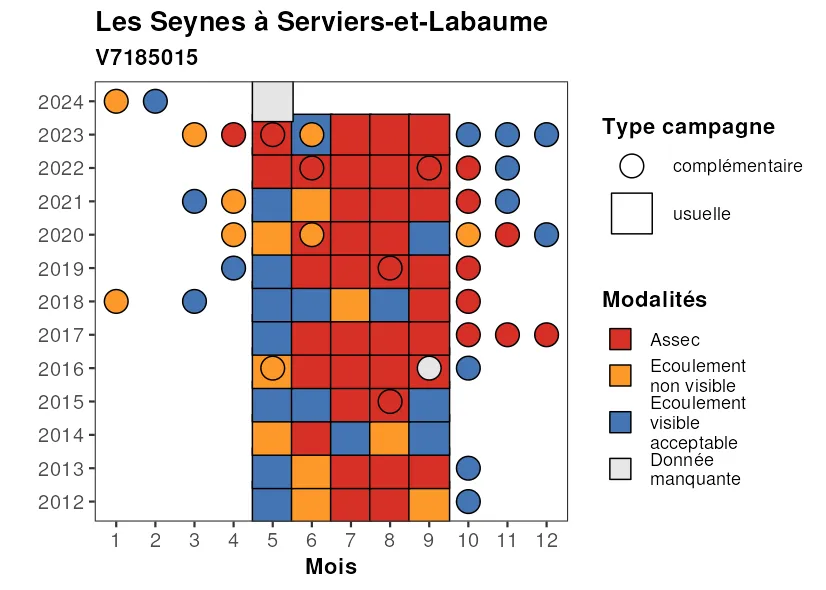 Les Seynes à Serviers-et-Labaume
V7185015
2024
2023
2022
2021
2020
2019
2018
2017
2016
2015
2014
2013
2012
1 2 3 4 5 6 7 8 9 10 11 12
Mois
Type campagne
complémentaire
usuelle
Modalités
Assec
Ecoulement
non visible
Ecoulement
visible
acceptable
Donnée
manquante